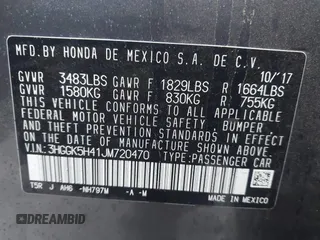 MFD.BY HONDA DE MEXICO S.A. DE C.V.
10/'17
GVWR 3483LBS GAWR F 1829LBS R 1664LBS
GVWR 1580KG GAWR F 830KG R 755KG
THIS VEHICLE CONFORMS TO ALL APPLICABLE
FEDERAL MOTOR VEHICLE SAFETY, BUMPER,
AND THEFT PREVENTION STANDARDS IN EFFECT ON
THE DATE OF MANUFACTURE SHOWN ABOVE.
V.I.N: 3HGGK5H41JM720470 TYPE:PASSENGER CAR
T5R J AH6 -NH797M -A -M
MADE IN MEXICO
©DREAMBID